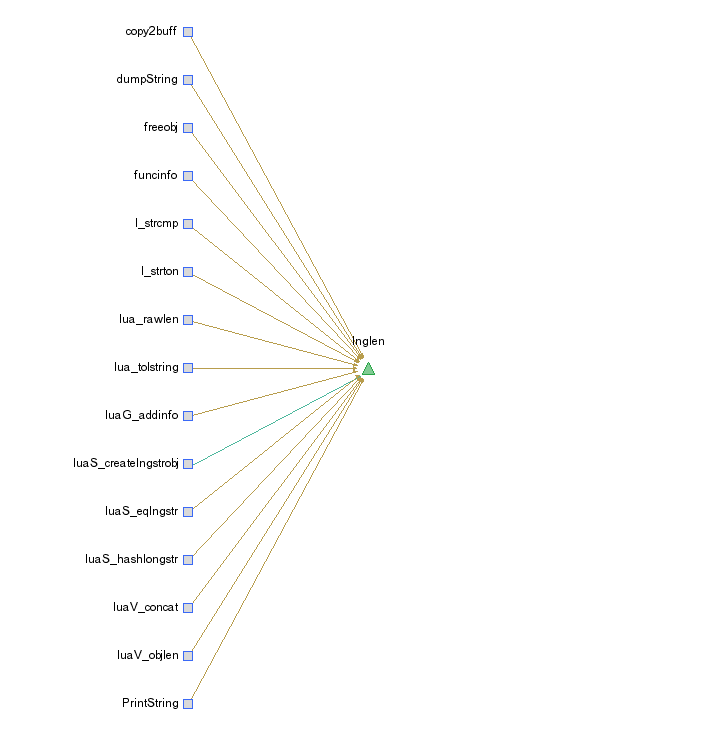 copy2buff
dumpString
freeobj
funcinfo
l_strcmp
l_strton
lua_rawlen
lnglen
lua_tolstring
luaG_addinfo
luaS_createlngstrobj
luaS_eqlngstr
luaS_hashlongstr
luaV_concat
luaV_objlen
PrintString